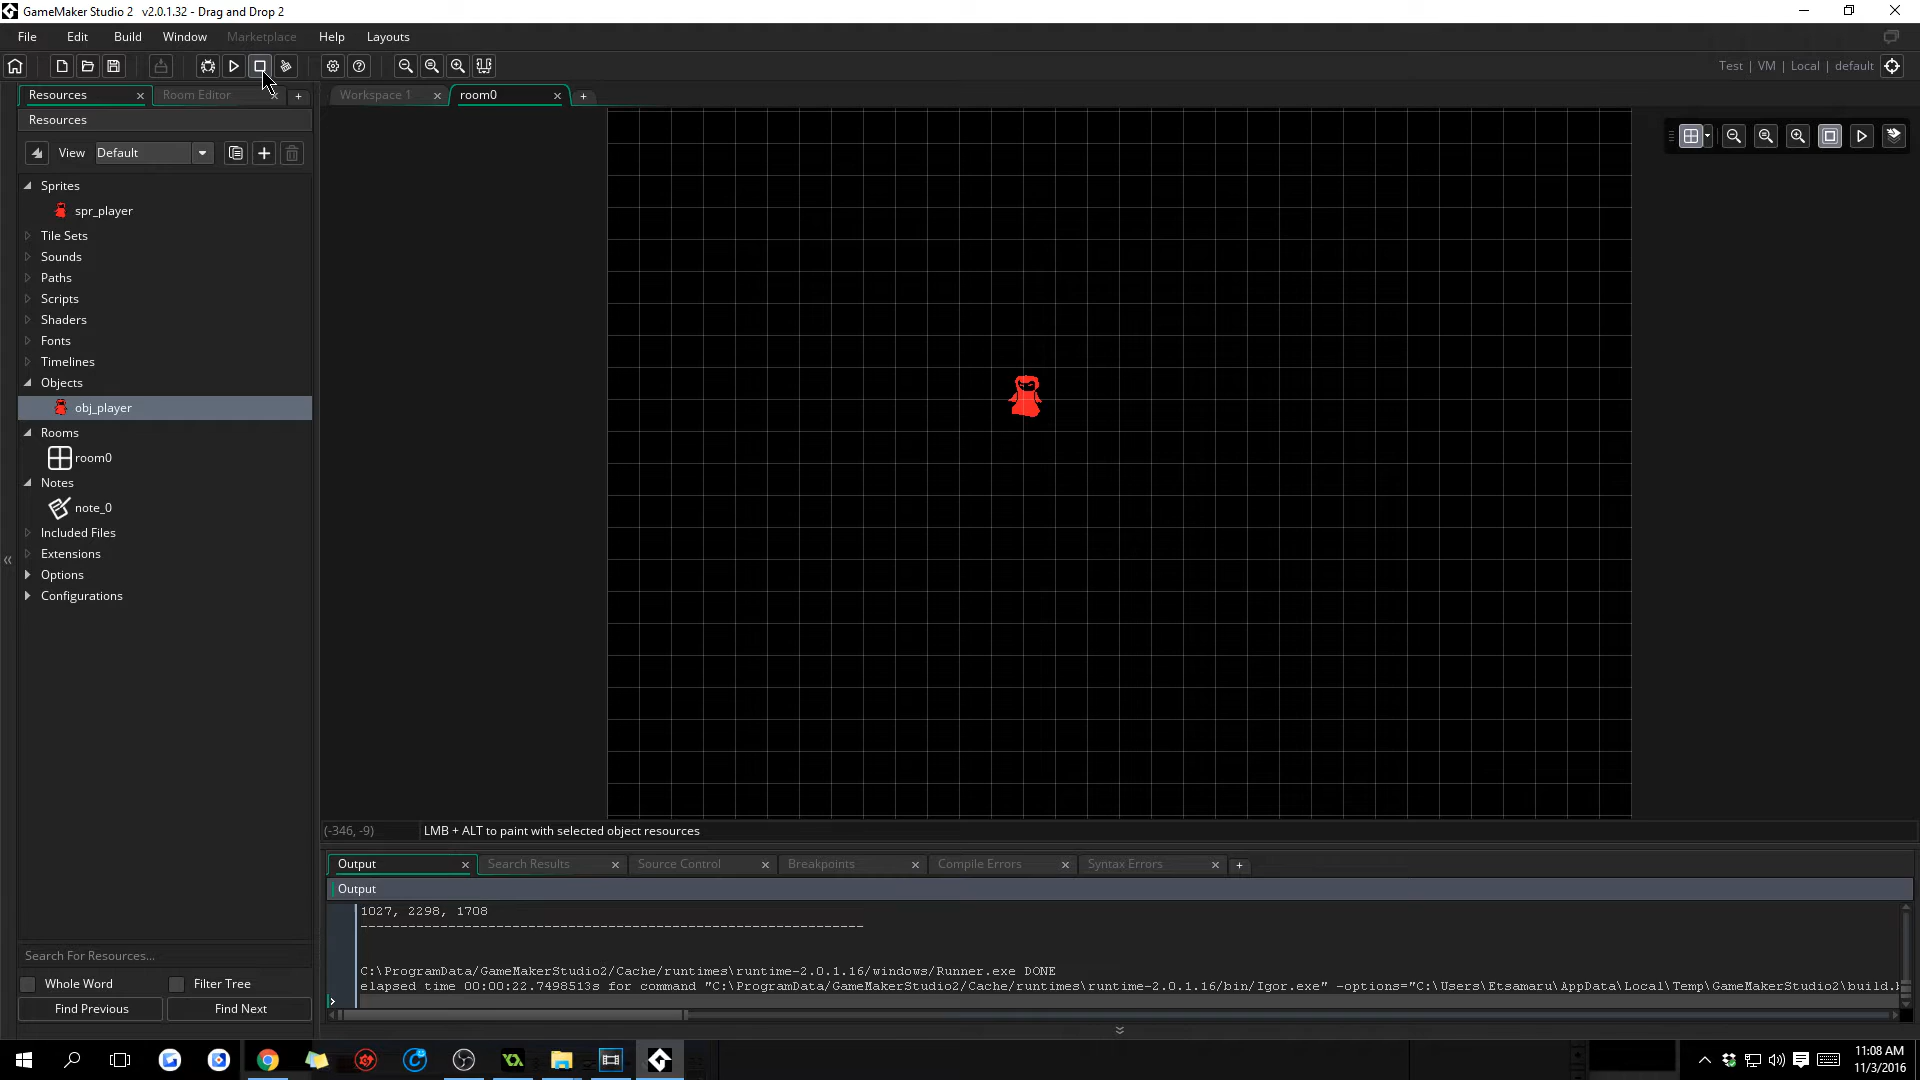 GameMaker Studio 2 v2.0.1.32 - Drag and Drop 2
File Edit Build Window Marketplace Help Layouts
Test | VM | Local | default
Resources Room Editor
Workspace 1 room0
Resources
View Default
Sprites
spr_player
Tile Sets
Sounds
Paths
Scripts
Shaders
Fonts
Timelines
Objects
obj_player
Rooms
room0
Notes
note_0
Included Files
Extensions
Options
Configurations
(-346, -9) LMB + ALT to paint with selected object resources
Output Search Results Source Control Breakpoints Compile Errors Syntax Errors
Output
1027, 2298, 1708
---------------------------------------------------------------
C:\ProgramData/GameMakerStudio2/Cache/runtimes\runtime-2.0.1.16/windows/Runner.exe DONE
elapsed time 00:00:22.7498513s for command "C:\ProgramData/GameMakerStudio2/Cache/runtimes\runtime-2.0.1.16/bin/Igor.exe" -options="C:\Users\Etsamaru\AppData\Local\Temp\GameMakerStudio2\build.
Search For Resources...
Whole Word Filter Tree
Find Previous Find Next
11:08 AM
11/3/2016